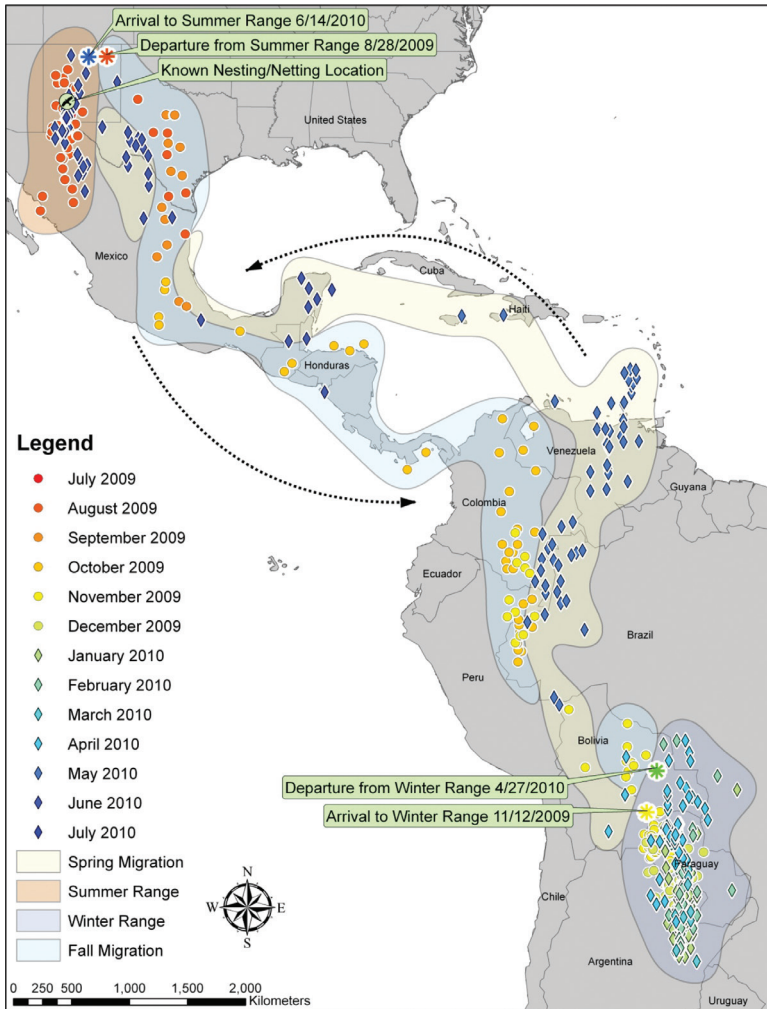 Arrival to Summer Range 6/14/2010
Departure from Summer Range 8/28/2009
Known Nesting/Netting Location
United States
Mexico
Cuba
Haiti
Honduras
Venezuela
Guyana
Colombia
Ecuador
Brazil
Peru
Bolivia
Departure from Winter Range 4/27/2010
Arrival to Winter Range 11/12/2009
Paraguay
Chile
Argentina
Uruguay
Legend
July 2009
August 2009
September 2009
October 2009
November 2009
December 2009
January 2010
February 2010
March 2010
April 2010
May 2010
June 2010
July 2010
Spring Migration
Summer Range
Winter Range
Fall Migration
N
W E
S
0 250 500 1,000 1,500 2,000
Kilometers